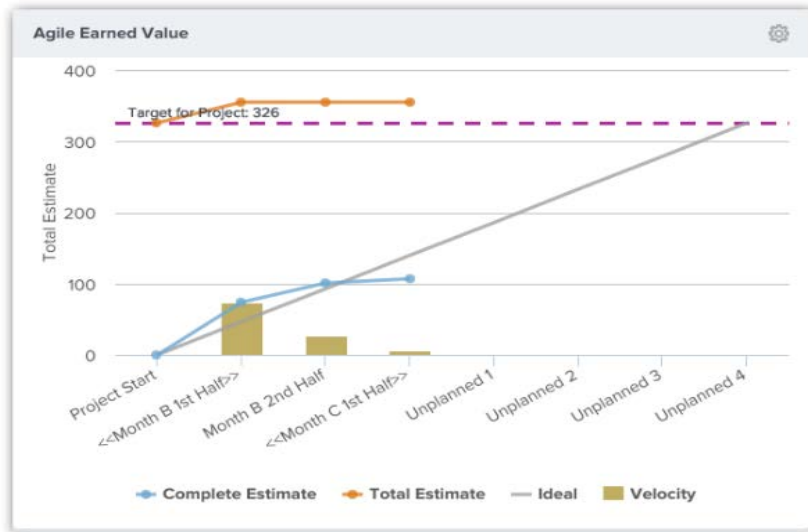 Agile Earned Value
400
Target for Project: 326
300
200
100
0
Total Estimate
Project Start
<<Month B 1st Half>>
Month B 2nd Half
<<Month C 1st Half>>
Unplanned 1
Unplanned 2
Unplanned 3
Unplanned 4
Complete Estimate
Total Estimate
Ideal
Velocity